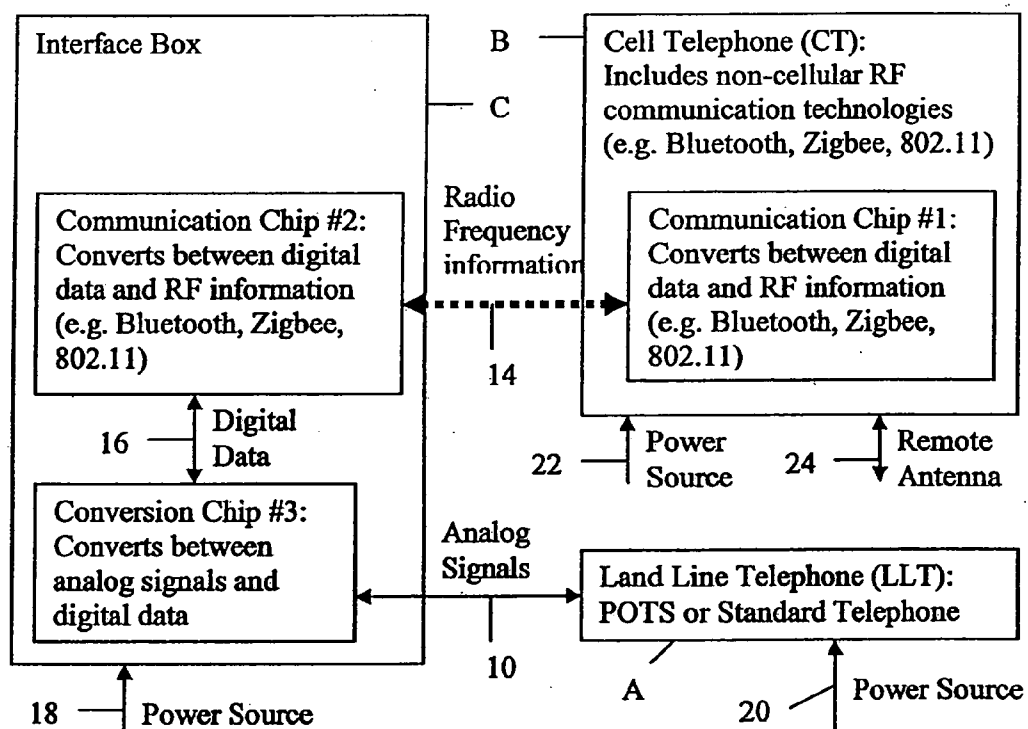 Interface Box
B
C
Cell Telephone (CT):
Includes non-cellular RF
communication technologies
(e.g. Bluetooth, Zigbee, 802.11)
Communication Chip #2:
Converts between digital
data and RF information
(e.g. Bluetooth, Zigbee,
802.11)
Radio
Frequency
information
14
Communication Chip #1:
Converts between digital
data and RF information
(e.g. Bluetooth, Zigbee,
802.11)
16
Digital
Data
22
Power
Source
24
Remote
Antenna
Conversion Chip #3:
Converts between
analog signals and
digital data
Analog
Signals
10
Land Line Telephone (LLT):
POTS or Standard Telephone
A
18
Power Source
20
Power Source